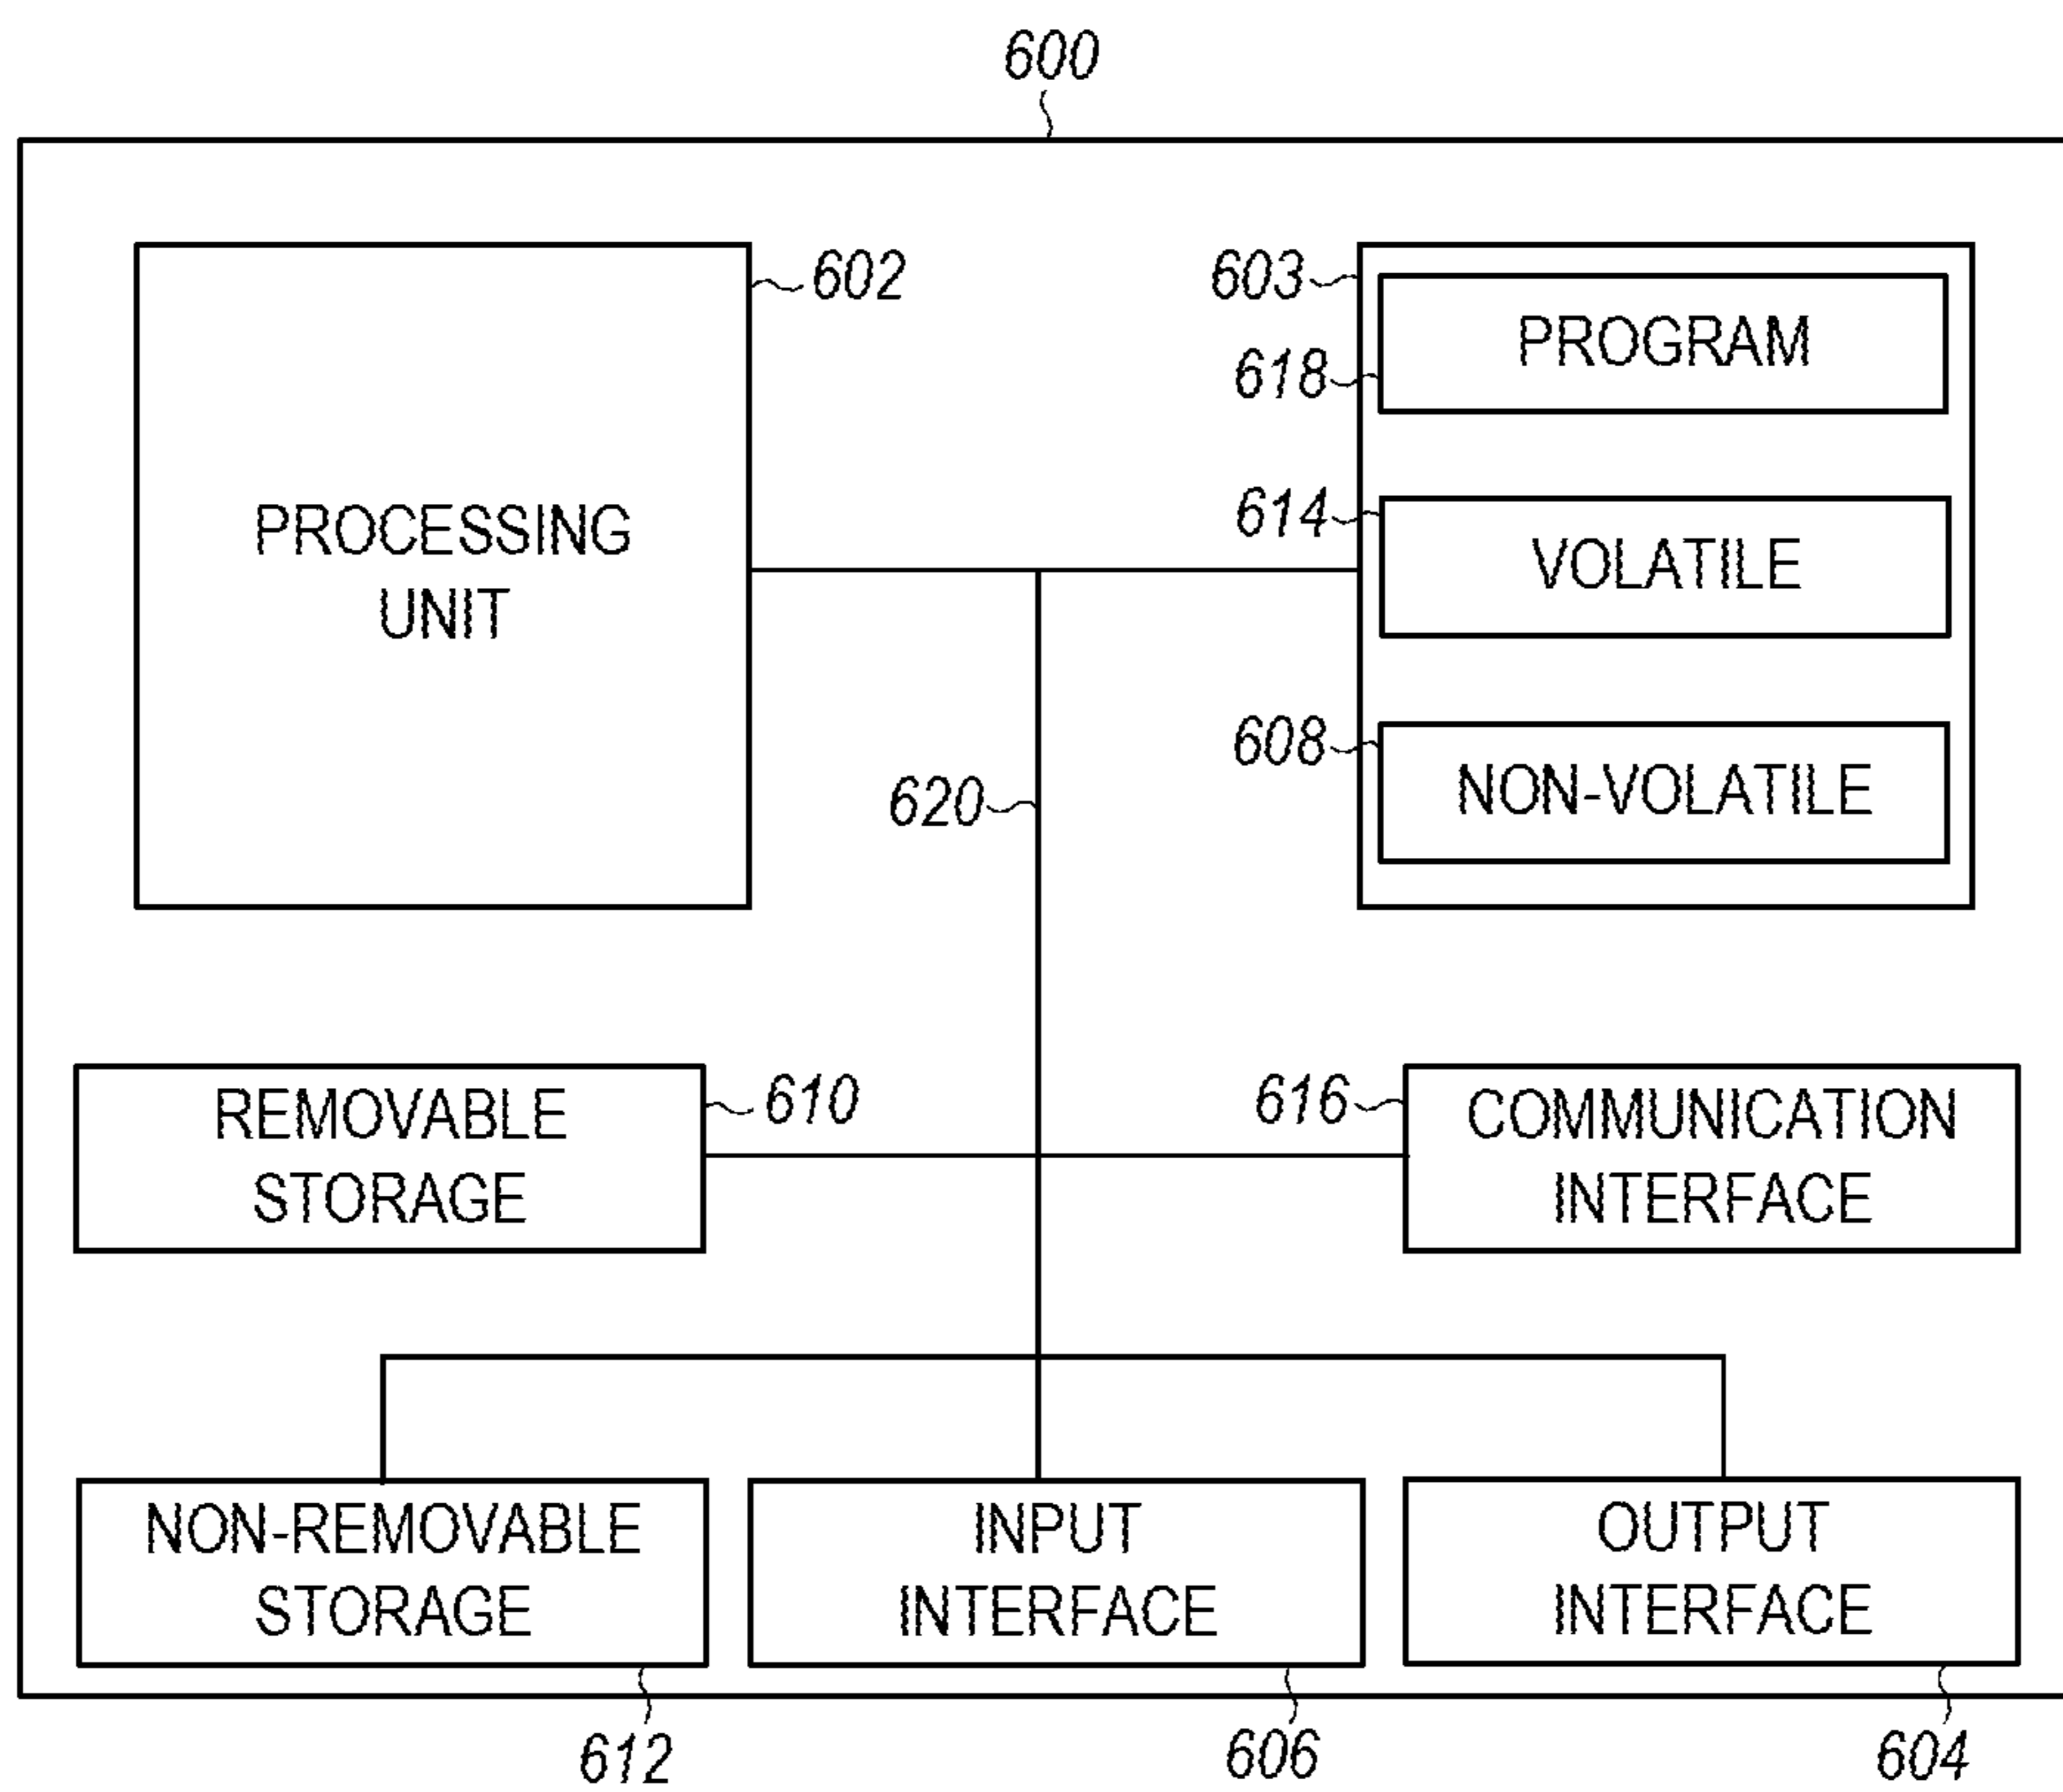 600
602
603
PROGRAM
618
614
PROCESSING
UNIT
VOLATILE
608
NON-VOLATILE
620
REMOVABLE
STORAGE
610
616
COMMUNICATION
INTERFACE
NON-REMOVABLE
STORAGE
INPUT
INTERFACE
OUTPUT
INTERFACE
612
606
604